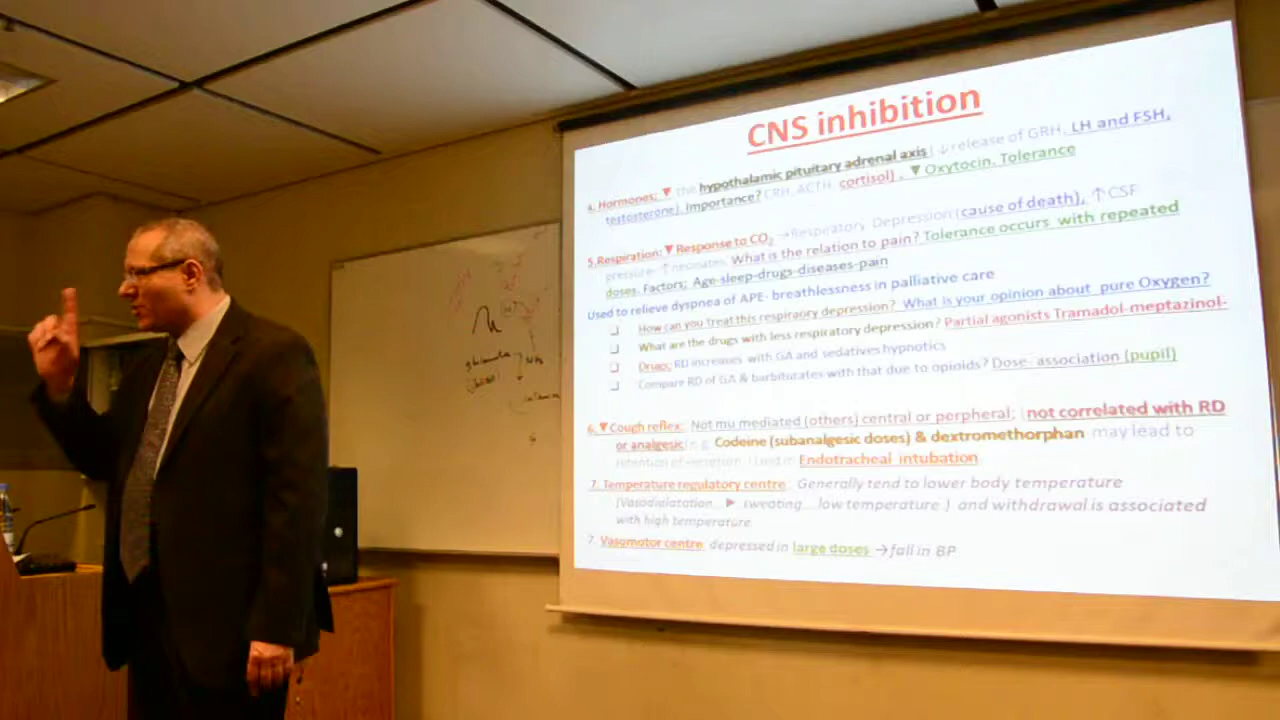 CNS inhibition
4. Hormones: ▼ the hypothalamic pituitary adrenal axis (↓release of GRH, LH and FSH,
testosterone). Importance? CRH, ACTH cortisol) . ▼ Oxytocin. Tolerance
5.Respiration: ▼ Response to CO2 →Respiratory Depression (cause of death), ↑CSF
pressure- ↑ neonates. What is the relation to pain? Tolerance occurs with repeated
doses. Factors; Age-sleep-drugs-diseases-pain
Used to relieve dyspnea of APE- breathlessness in palliative care
❑ How can you treat this respiraory depression? What is your opinion about pure Oxygen?
❑ What are the drugs with less respiratory depression? Partial agonists Tramadol-meptazinol-
❑ Drugs: RD increases with GA and sedatives hypnotics
❑ Compare RD of GA & barbiturates with that due to opioids? Dose- association (pupil)
6. ▼ Cough reflex: Not mu mediated (others) central or perpheral; (not correlated with RD
or analgesic e.g. Codeine (subanalgesic doses) & dextromethorphan may lead to
retention of Used in Endotracheal intubation
7. Temperature regulatory centre: Generally tend to lower body temperature
(Vasodialatation... ► sweating... low temperature ) and withdrawal is associated
with high temperature
7. Vasomotor centre: depressed in large doses →fall in BP